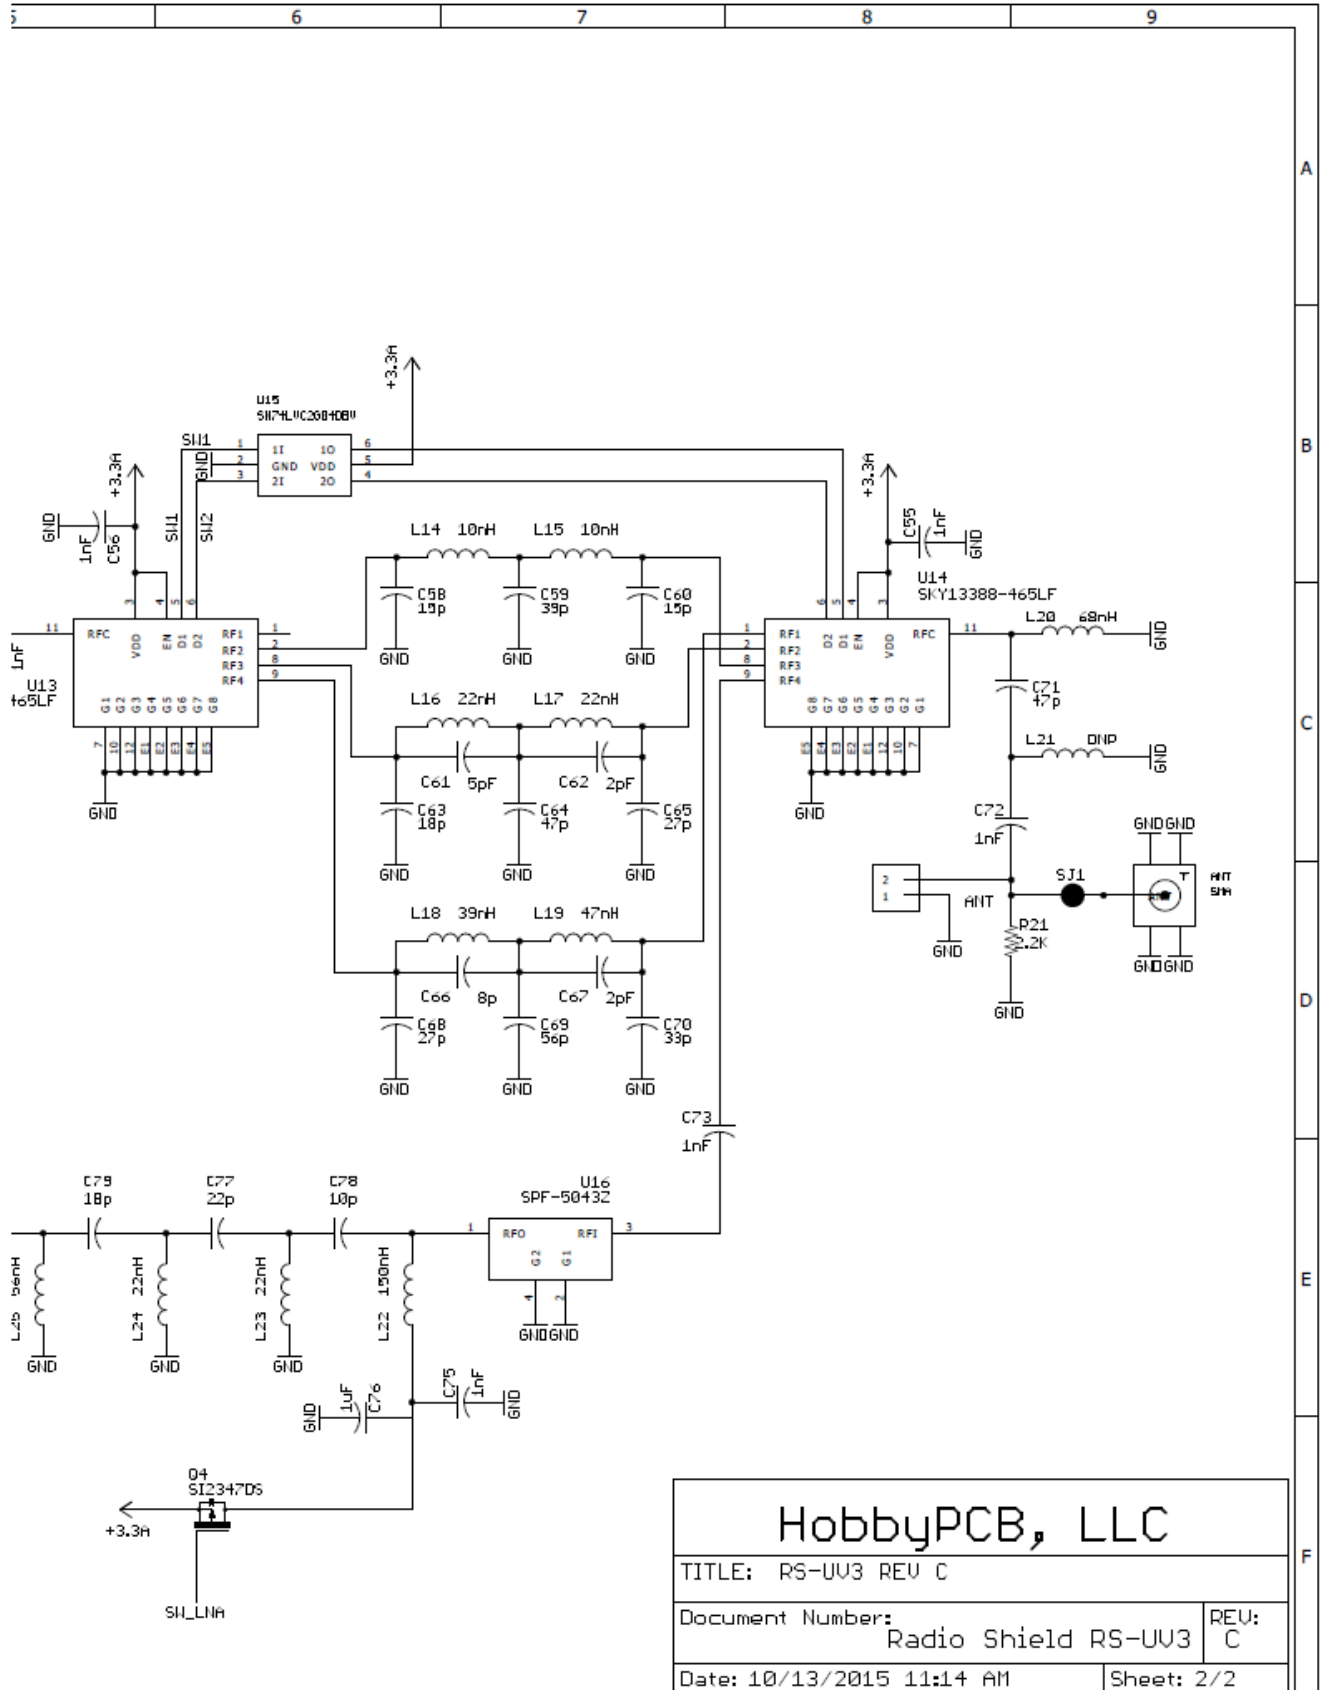 5 6 7 8 9
A
+3.3A
U15
B
SW1
1 1I 1O 6
GND 2 GND VDD 5
3 2I 2O 4
+3.3A
+3.3A
GND
1nF
C56
SW1
SW2
L14 10nH L15 10nH
C55
1nF
GND
U14
SKY13388-465LF
C58
15p
C59
39p
C60
15p
3 4 5 6
6 5 4 3
L20 68nH
GND
11 RFC VDD EN D1 D2 RF1 1
RF2 2
RF3 8
RF4 9
1nF
U13
465LF
G1 G2 G3 G4 G5 G6 G7 G8
7 10 12 E1 E2 E3 E4 E5
GND
GND GND GND
1 RF1 D2 D1 EN VDD RFC 11
2 RF2
8 RF3
9 RF4
G8 G7 G6 G5 G4 G3 G2 G1
E5 E4 E3 E2 E1 12 10 7
GND
C71
47p
C
L16 22nH L17 22nH
L21 DNP
GND
C61 5pF C62 2pF
C63
18p
C64
47p
C65
27p
GND GND GND
C72
1nF
GND GND
2
1
ANT
GND
SJ1
ANT
SMA
R21
2.2K
GND
GND GND
L18 39nH L19 47nH
C66 8p C67 2pF
D
C68
27p
C69
56p
C70
33p
GND GND GND
C73
1nF
C79
18p
C77
22p
C78
10p
U16
SPF-5043Z
1 RFO RFI 3
G2 G1
4 2
GND GND
E
L25 56nH
L24 22nH
L23 22nH
L22 150nH
GND GND GND
GND
1uF
C76
C75
1nF
GND
Q4
SI2347DS
+3.3A
SW_LNA
F
HobbyPCB, LLC
TITLE: RS-UV3 REV C
Document Number:
Radio Shield RS-UV3
REV:
C
Date: 10/13/2015 11:14 AM
Sheet: 2/2